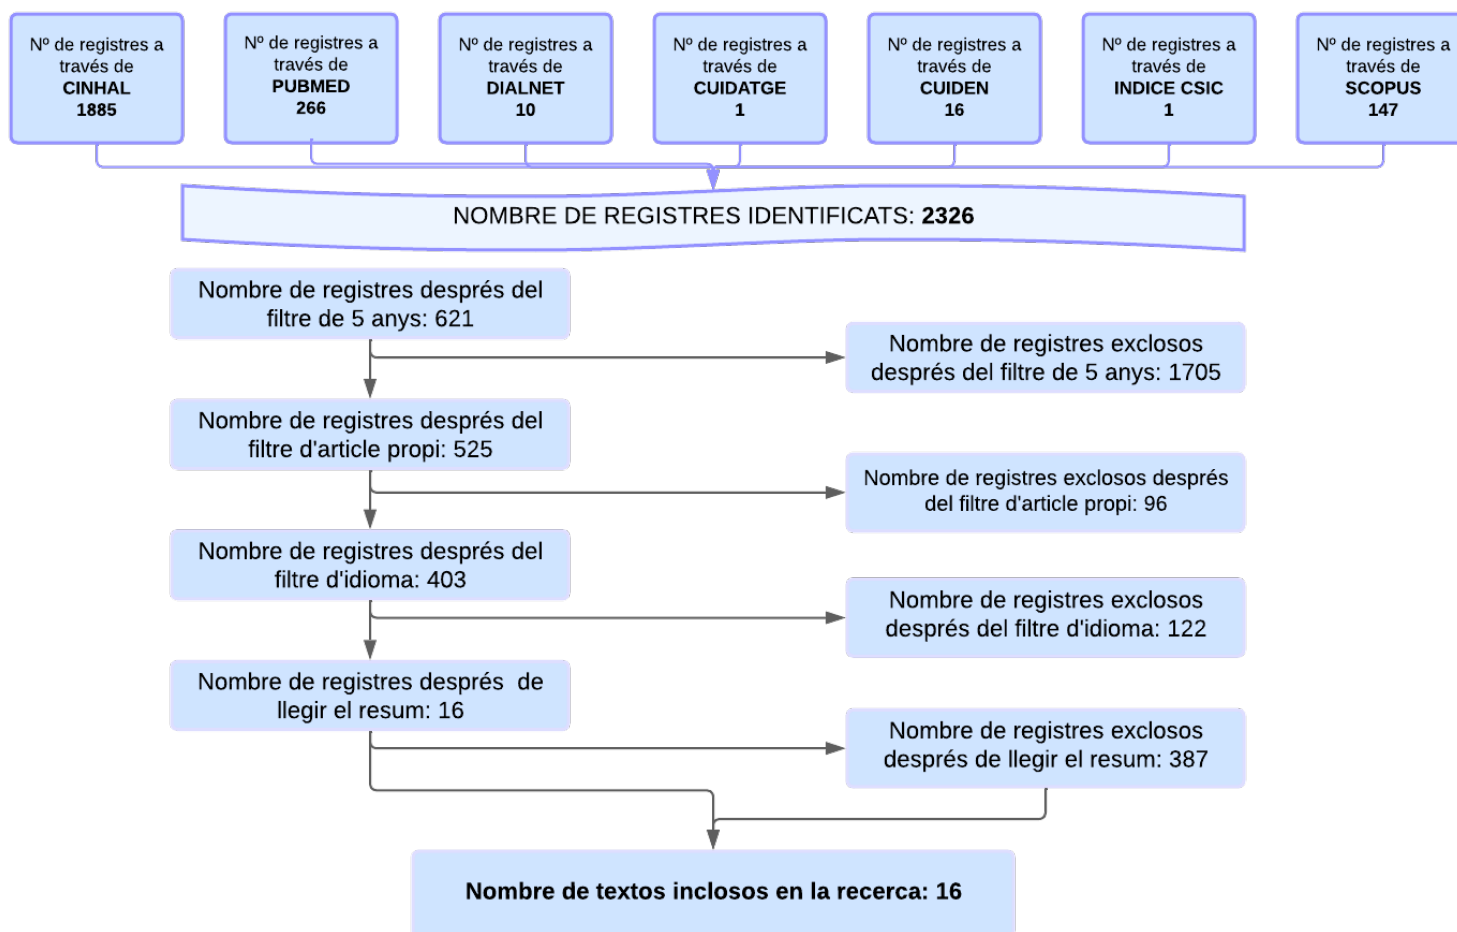 Nº de registres a
través de
CINHAL
1885
Nº de registres a
través de
PUBMED
266
Nº de registres a
través de
DIALNET
10
Nº de registres a
través de
CUIDATGE
1
Nº de registres a
través de
CUIDEN
16
Nº de registres a
través de
INDICE CSIC
1
Nº de registres a
través de
SCOPUS
147
NOMBRE DE REGISTRES IDENTIFICATS: 2326
Nombre de registres després del
filtre de 5 anys: 621
Nombre de registres exclosos
després del filtre de 5 anys: 1705
Nombre de registres després del
filtre d'article propi: 525
Nombre de registres exclosos després
del filtre d'article propi: 96
Nombre de registres després del
filtre d'idioma: 403
Nombre de registres exclosos
després del filtre d'idioma: 122
Nombre de registres després de
llegir el resum: 16
Nombre de registres exclosos
després de llegir el resum: 387
Nombre de textos inclosos en la recerca: 16